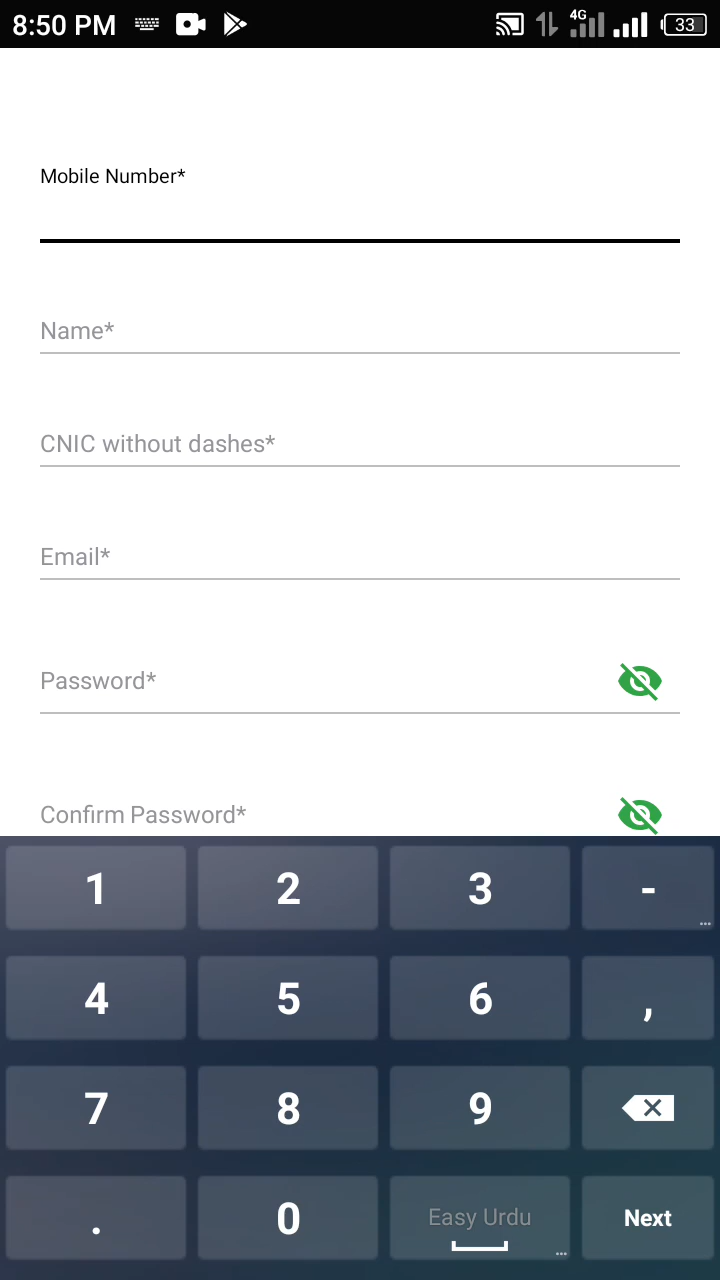 8:50 PM 4G 33
Mobile Number*
Name*
CNIC without dashes*
Email*
Password*
Confirm Password*
1 2 3 -
...
4 5 6 ,
7 8 9
. 0 Easy Urdu Next
...